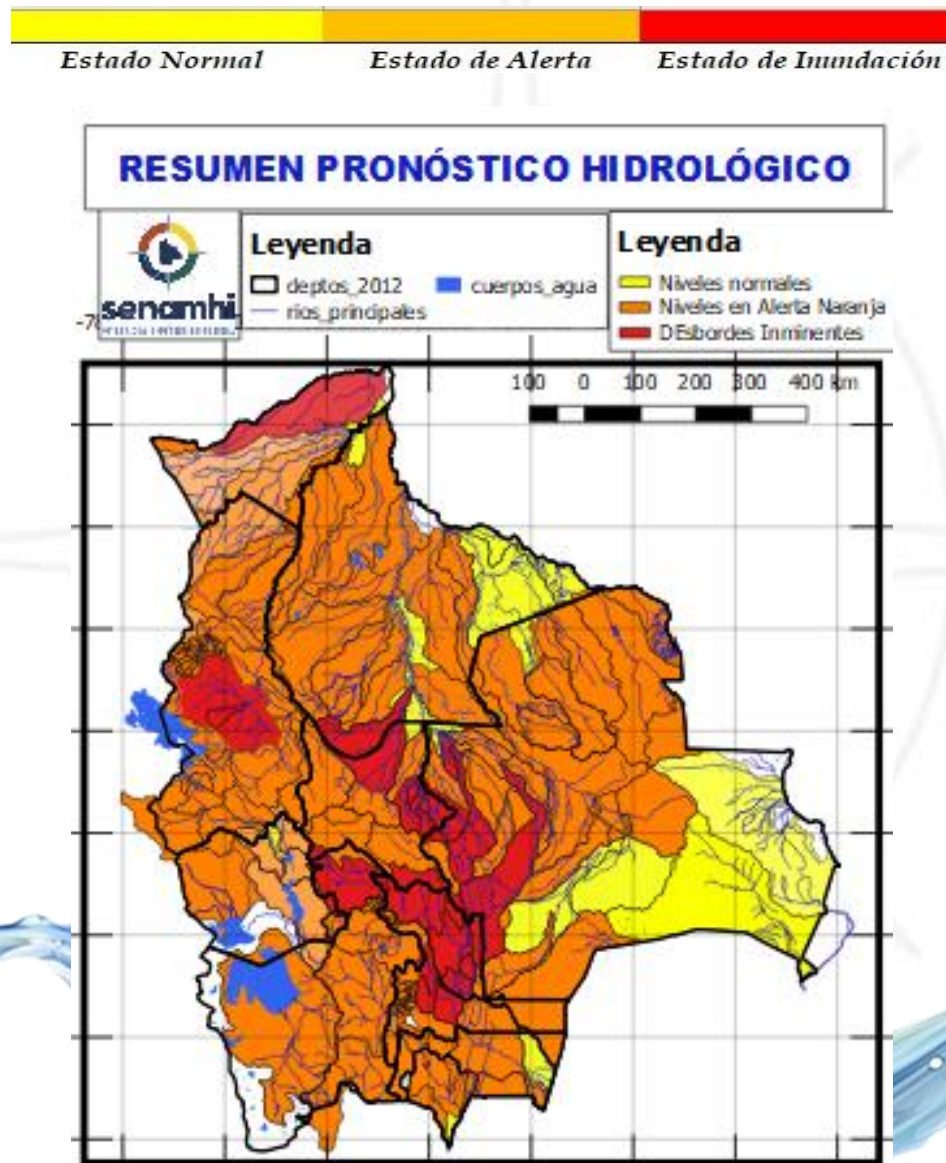 Estado Normal Estado de Alerta Estado de Inundación
RESUMEN PRONÓSTICO HIDROLÓGICO
senamhi
Leyenda
deptos_2012 cuerpos_agua
rios_principales
Leyenda
Niveles normales
Niveles en Alerta Naranja
DEsbordes Inminentes
100 0 100 200 300 400 km